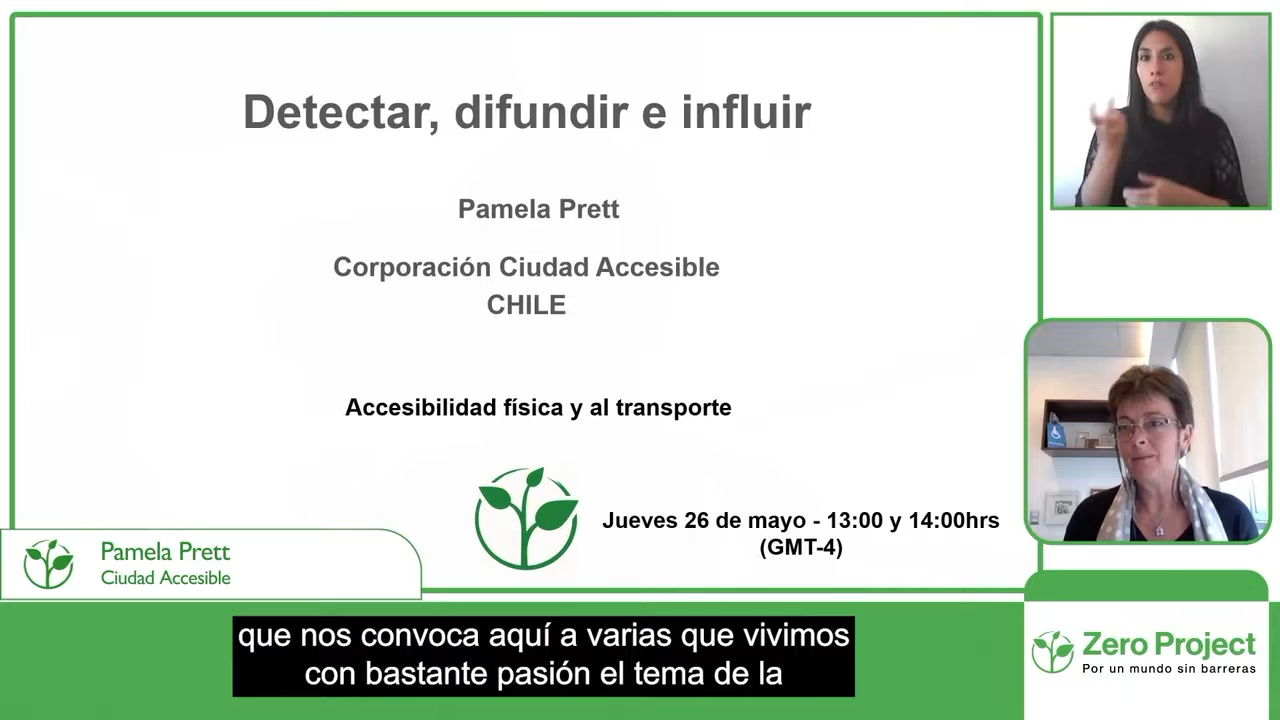 Detectar, difundir e influir
Pamela Prett
Corporación Ciudad Accesible
CHILE
Accesibilidad física y al transporte
Jueves 26 de mayo - 13:00 y 14:00hrs
(GMT-4)
Pamela Prett
Ciudad Accesible
que nos convoca aquí a varias que vivimos
con bastante pasión el tema de la
Zero Project
Por un mundo sin barreras